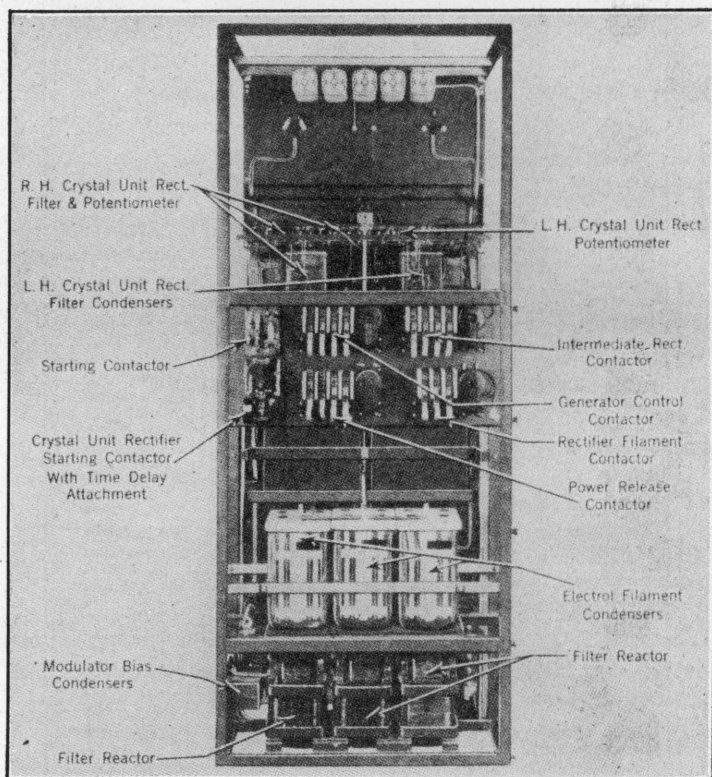 R. H. Crystal Unit Rect.
Filter & Potentiometer
L. H. Crystal Unit Rect.
Potentiometer
L. H. Crystal Unit Rect.
Filter Condensers
Starting Contactor
Intermediate Rect.
Contactor
Generator Control
Contactor
Crystal Unit Rectifier
Starting Contactor
With Time Delay
Attachment
Rectifier Filament
Contactor
Power Release
Contactor
Electrol Filament
Condensers
Modulator Bias
Condensers
Filter Reactor
Filter Reactor